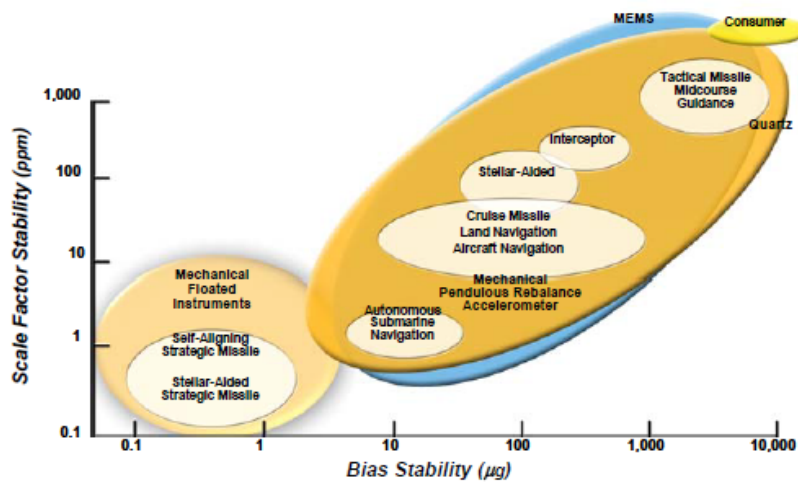 MEMS
Consumer
Tactical Missile
Midcourse
Guidance
Quartz
Interceptor
Stellar-Aided
Cruise Missile
Land Navigation
Aircraft Navigation
Mechanical
Pendulous Rebalance
Accelerometer
Autonomous
Submarine
Navigation
Mechanical
Floated
Instruments
Self-Aligning
Strategic Missile
Stellar-Aided
Strategic Missile
Scale Factor Stability (ppm)
1,000
100
10
1
0.1
0.1
1
10
100
1,000
10,000
Bias Stability (μg)